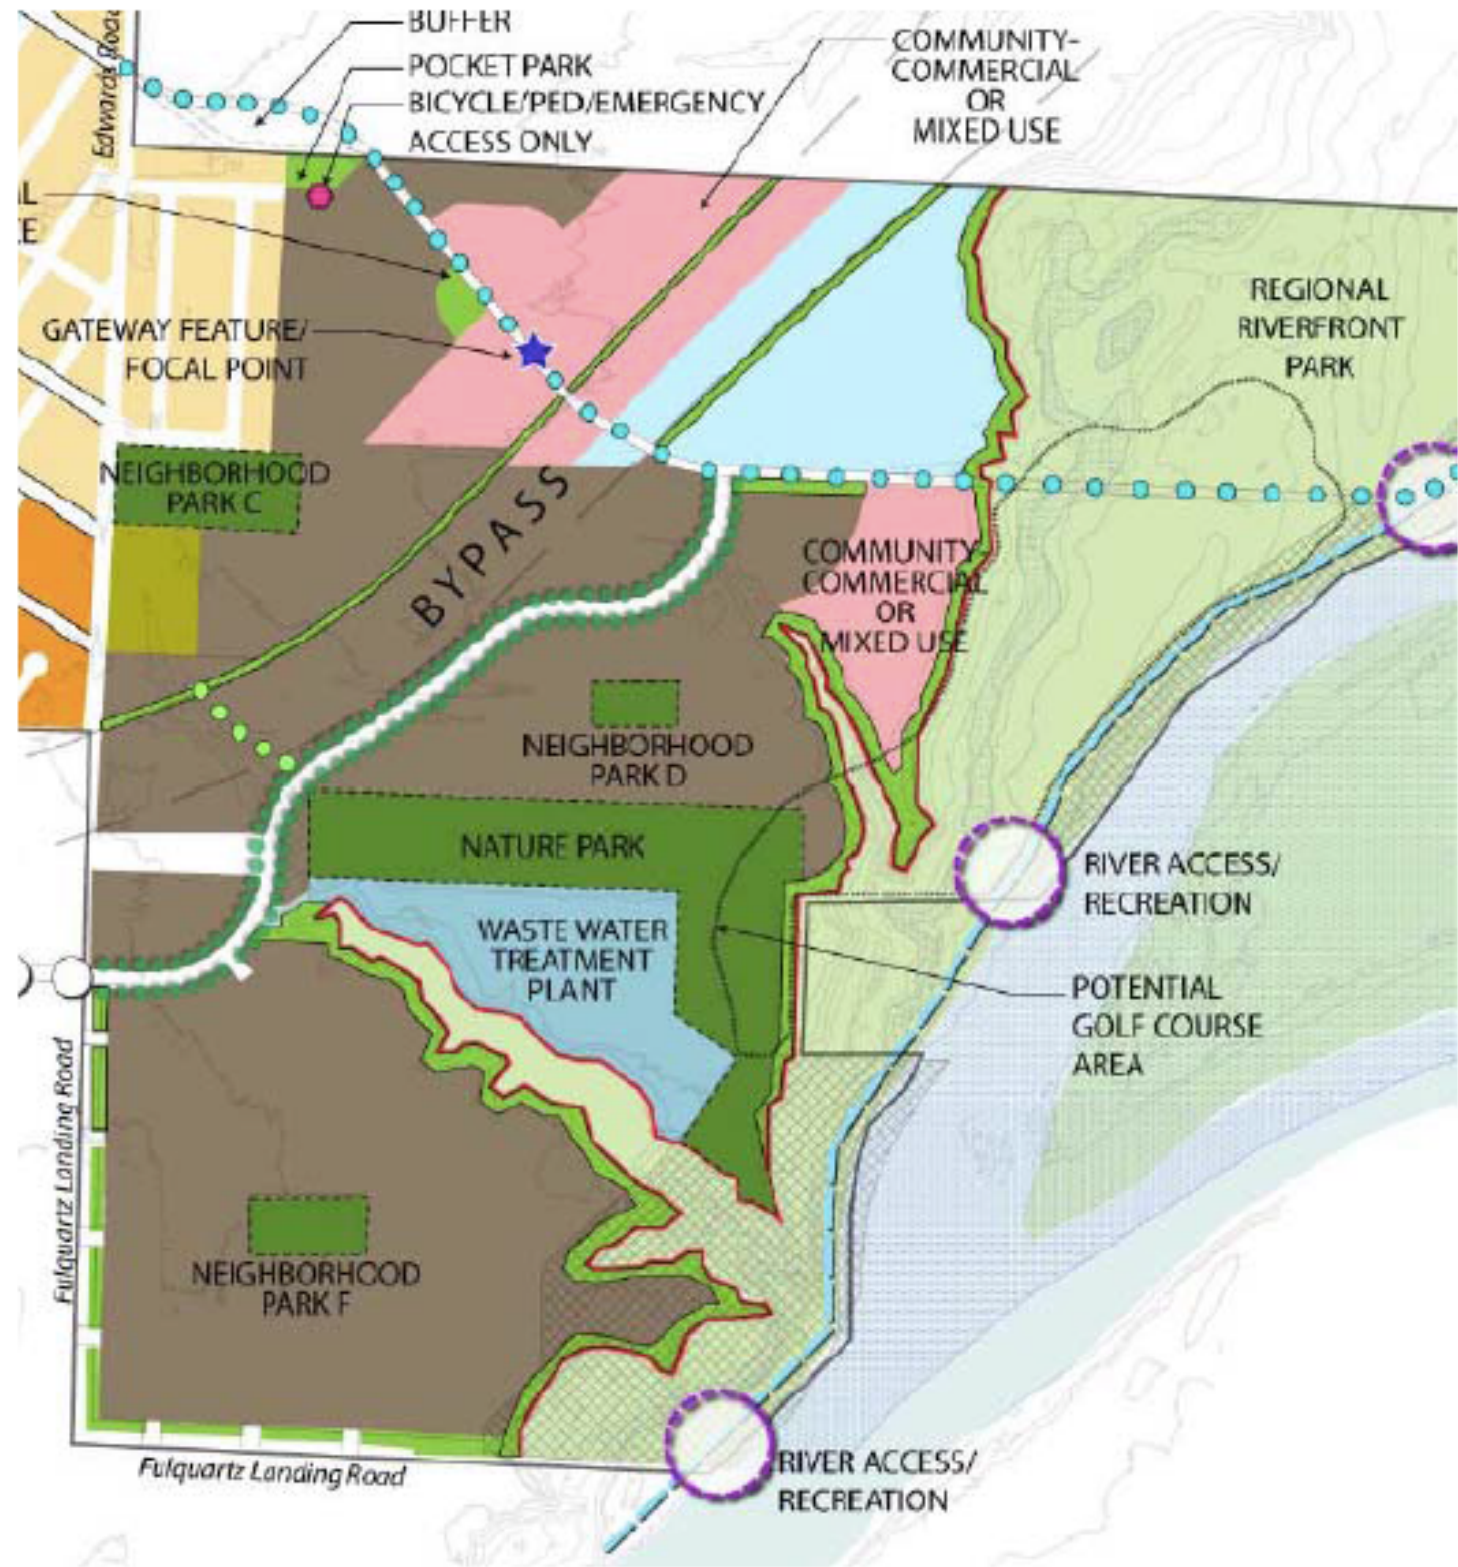 BUFFER
POCKET PARK
BICYCLE/PED/EMERGENCY
ACCESS ONLY
COMMUNITY-
COMMERCIAL
OR
MIXED USE
Edwards Road
L
E
GATEWAY FEATURE/
FOCAL POINT
REGIONAL
RIVERFRONT
PARK
NEIGHBORHOOD
PARK C
BYPASS
COMMUNITY
COMMERCIAL
OR
MIXED USE
NEIGHBORHOOD
PARK D
NATURE PARK
RIVER ACCESS/
RECREATION
WASTE WATER
TREATMENT
PLANT
POTENTIAL
GOLF COURSE
AREA
Fulquartz Landing Road
NEIGHBORHOOD
PARK F
Fulquartz Landing Road
RIVER ACCESS/
RECREATION